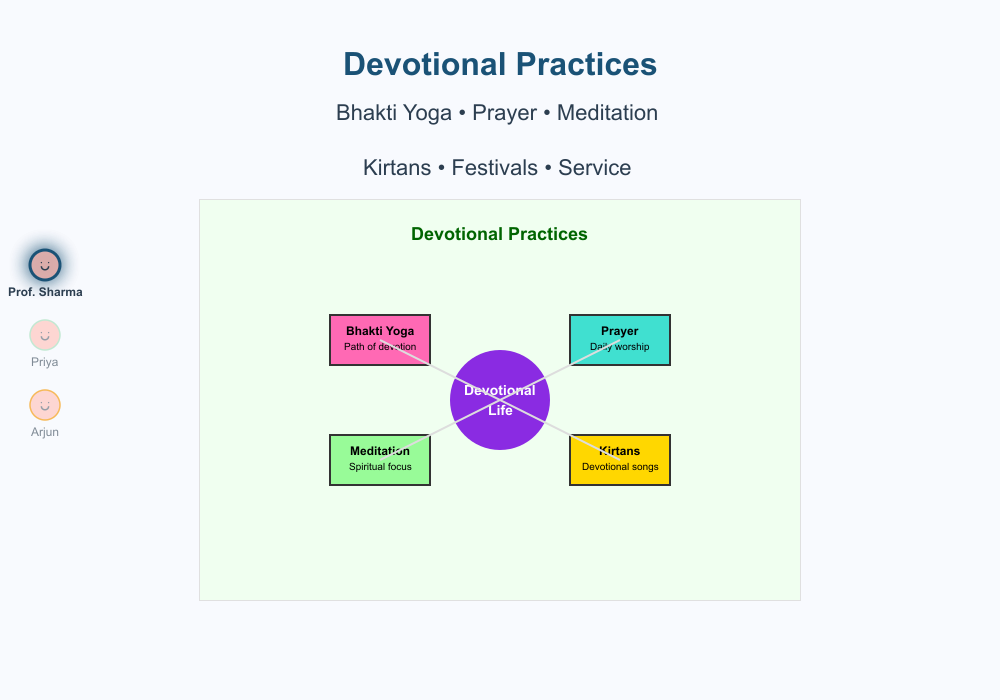 Devotional Practices
Bhakti Yoga • Prayer • Meditation
Kirtans • Festivals • Service
Devotional Practices
Prof. Sharma
Priya
Arjun
Bhakti Yoga
Path of devotion
Prayer
Daily worship
Devotional
Life
Meditation
Spiritual focus
Kirtans
Devotional songs